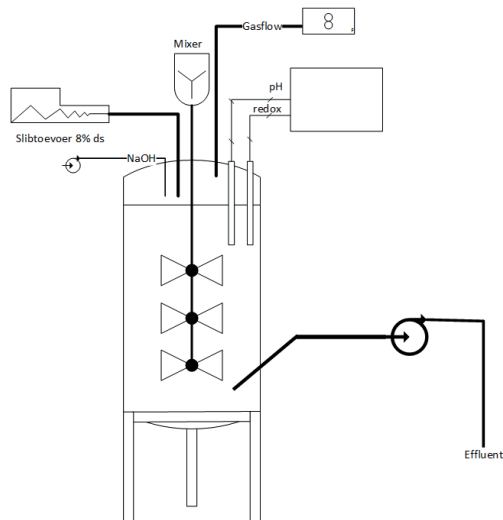 Gasflow
Mixer
pH
redox
Slibtoevoer 8% ds
NaOH
Effluent